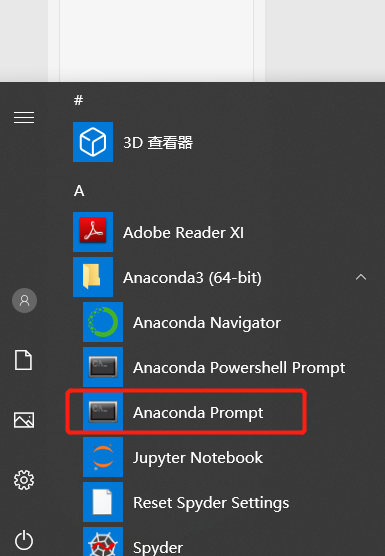 #
3D 查看器
A
Adobe Reader XI
Anaconda3 (64-bit)
Anaconda Navigator
Anaconda Powershell Prompt
Anaconda Prompt
Jupyter Notebook
Reset Spyder Settings
Spyder